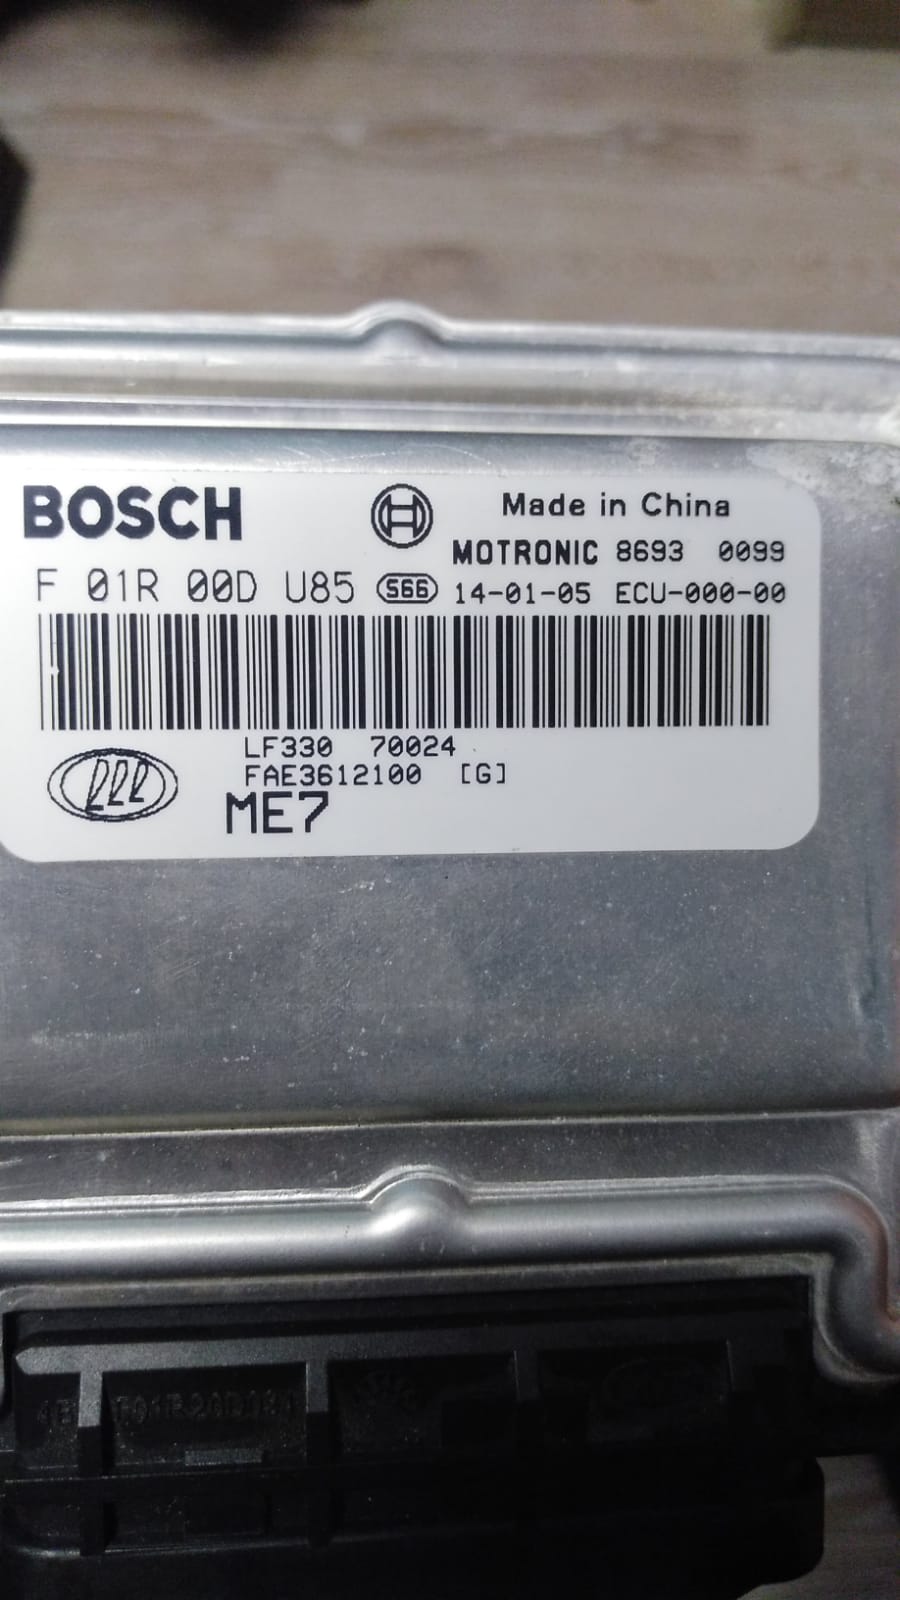 BOSCH
Made in China
MOTRONIC 8693 0099
F 01R 00D U85 S66 14-01-05 ECU-000-00
LF330 70024
FAE3612100 [G]
ME7